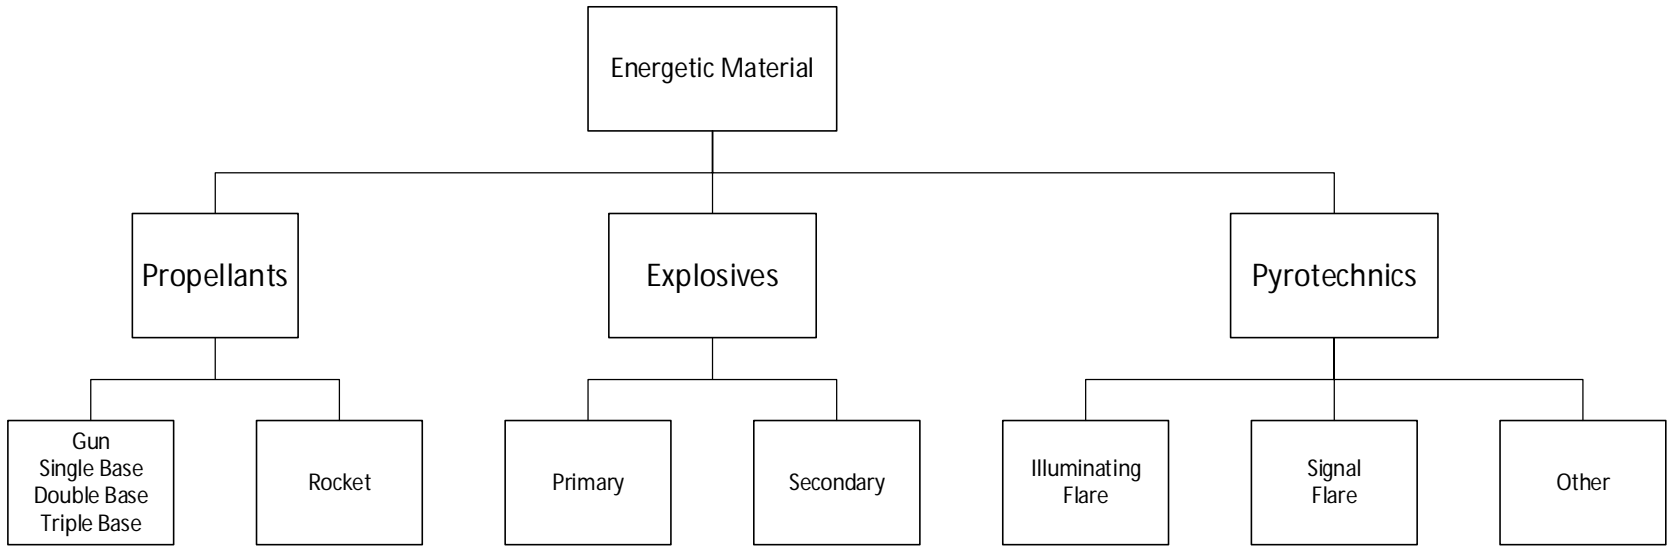 Energetic Material
Propellants
Explosives
Pyrotechnics
Gun
Single Base
Double Base
Triple Base
Rocket
Primary
Secondary
Illuminating
Flare
Signal
Flare
Other